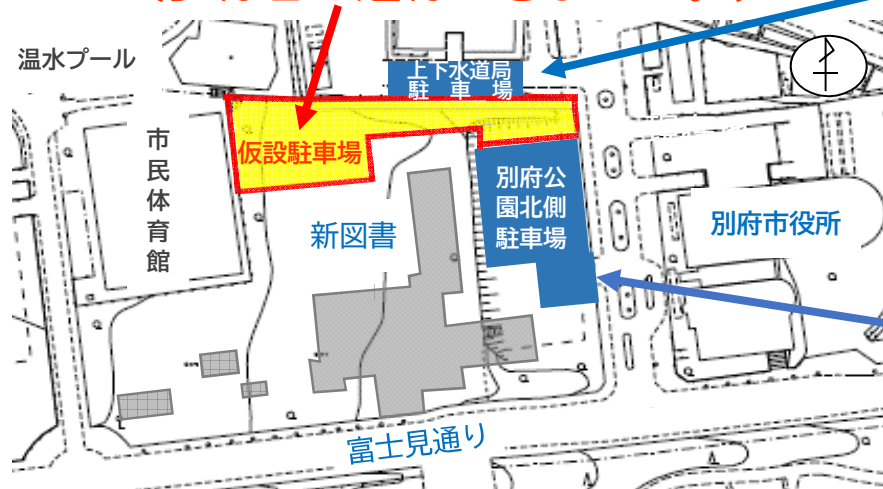 温水プール
上下水道局
駐車場
市民体育館
仮設駐車場
別府公
園北側
駐車場
新図書
別府市役所
富士見通り